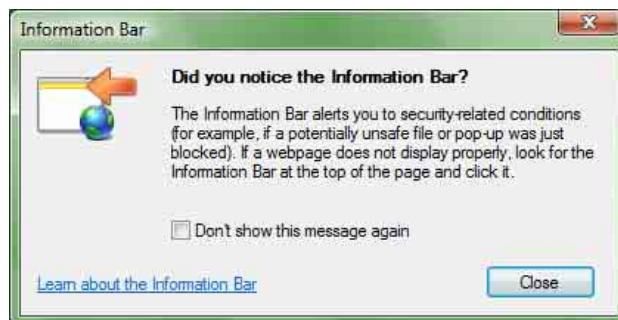 Information Bar
Did you notice the Information Bar?
The Information Bar alerts you to security-related conditions
(for example, if a potentially unsafe file or pop-up was just
blocked). If a webpage does not display properly, look for the
Information Bar at the top of the page and click it.
Don't show this message again
Learn about the Information Bar
Close